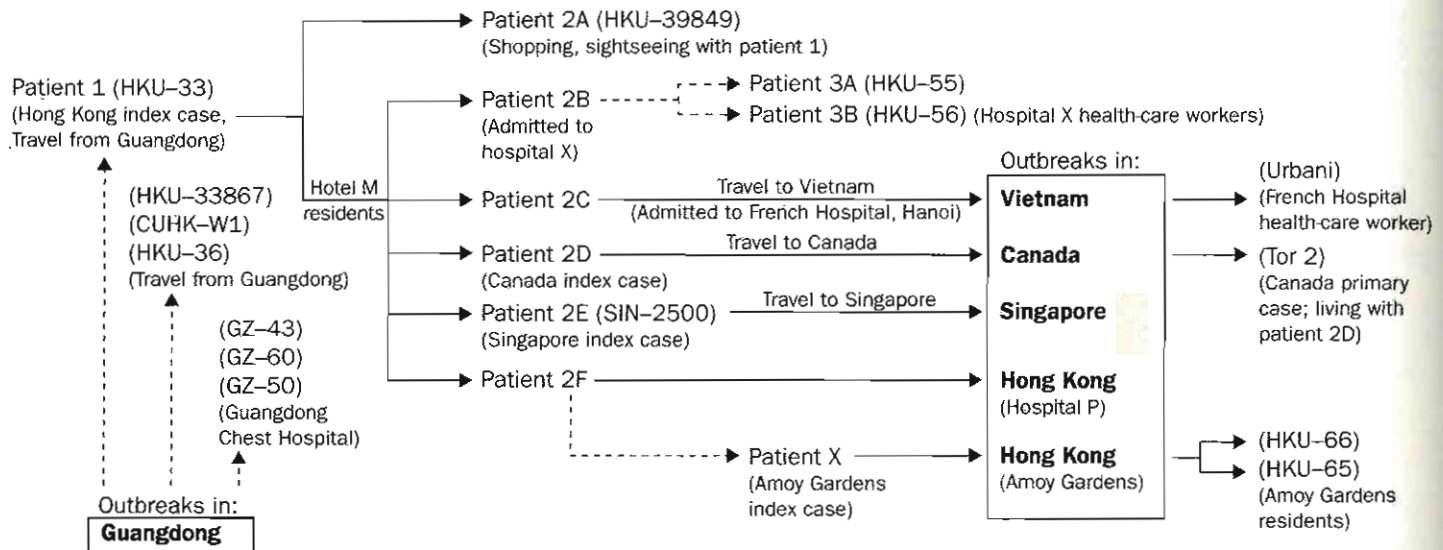 Patient 1 (HKU–33)
(Hong Kong index case,
Travel from Guangdong)
(HKU–33867)
(CUHK–W1)
(HKU–36)
(Travel from Guangdong)
(GZ–43)
(GZ–60)
(GZ–50)
(Guangdong
Chest Hospital)
Outbreaks in:
Guangdong
Hotel M
residents
Patient 2A (HKU–39849)
(Shopping, sightseeing with patient 1)
Patient 2B
(Admitted to
hospital X)
Patient 3A (HKU–55)
Patient 3B (HKU–56) (Hospital X health-care workers)
Patient 2C
Travel to Vietnam
(Admitted to French Hospital, Hanoi)
Patient 2D
(Canada index case)
Travel to Canada
Patient 2E (SIN–2500)
(Singapore index case)
Travel to Singapore
Patient 2F
Patient X
(Amoy Gardens
index case)
Outbreaks in:
Vietnam
Canada
Singapore
Hong Kong
(Hospital P)
Hong Kong
(Amoy Gardens)
(Urbani)
(French Hospital
health-care worker)
(Tor 2)
(Canada primary
case; living with
patient 2D)
(HKU–66)
(HKU–65)
(Amoy Gardens
residents)